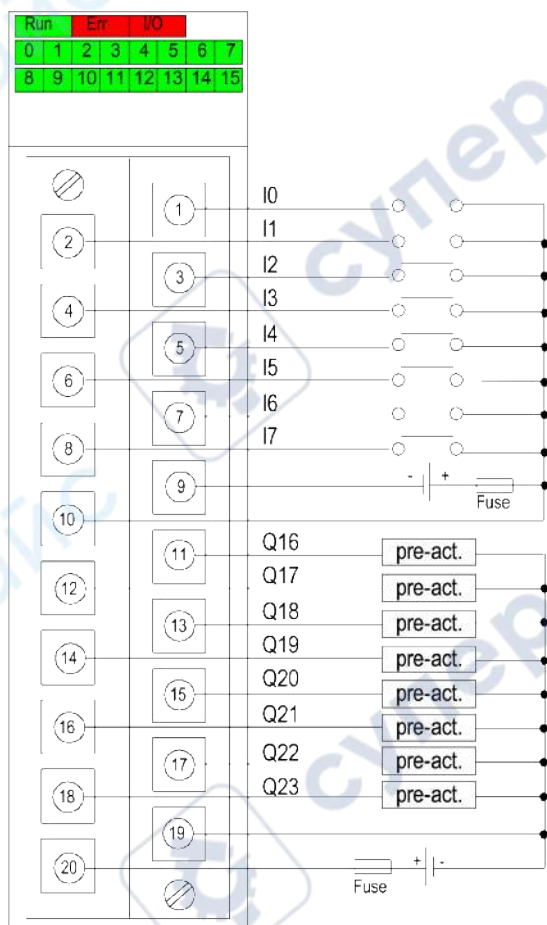 Run Err I/O
0 1 2 3 4 5 6 7
8 9 10 11 12 13 14 15
1 I0
2 I1
3 I2
4 I3
5 I4
6 I5
7 I6
8 I7
9 - + Fuse
10
11 Q16 pre-act.
12 Q17 pre-act.
13 Q18 pre-act.
14 Q19 pre-act.
15 Q20 pre-act.
16 Q21 pre-act.
17 Q22 pre-act.
18 Q23 pre-act.
19
20 Fuse + -
супер
супер
айс